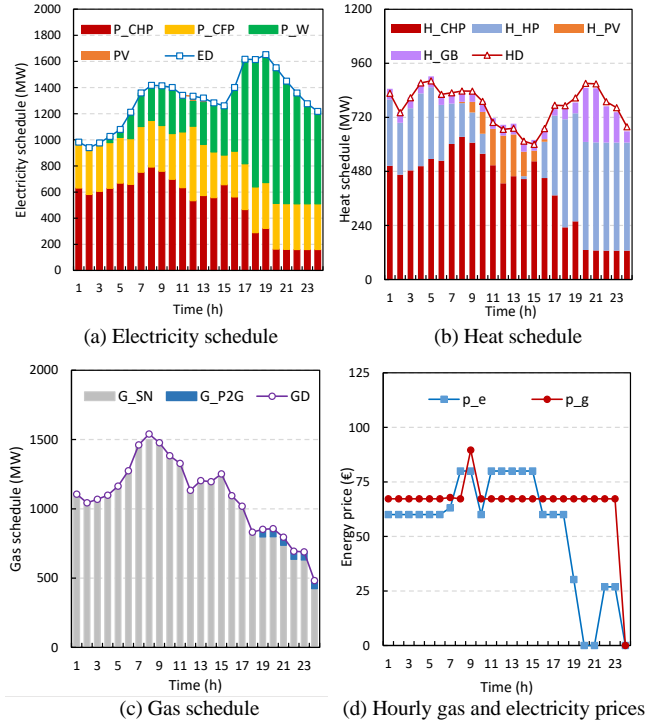 P_CHP P_CFP P_W
PV ED
Electricity schedule (MW)
2000
1800
1600
1400
1200
1000
800
600
400
200
0
1 3 5 7 9 11 13 15 17 19 21 23
Time (h)
(a) Electricity schedule
H_CHP H_HP H_PV
H_GB HD
Heat schedule (MW)
960
720
480
240
0
1 3 5 7 9 11 13 15 17 19 21 23
Time (h)
(b) Heat schedule
G_SN G_P2G GD
Gas schedule (MW)
2000
1500
1000
500
0
1 3 5 7 9 11 13 15 17 19 21 23
Time (h)
(c) Gas schedule
p_e p_g
Energy price (€)
125
100
75
50
25
0
1 3 5 7 9 11 13 15 17 19 21 23
Time (h)
(d) Hourly gas and electricity prices